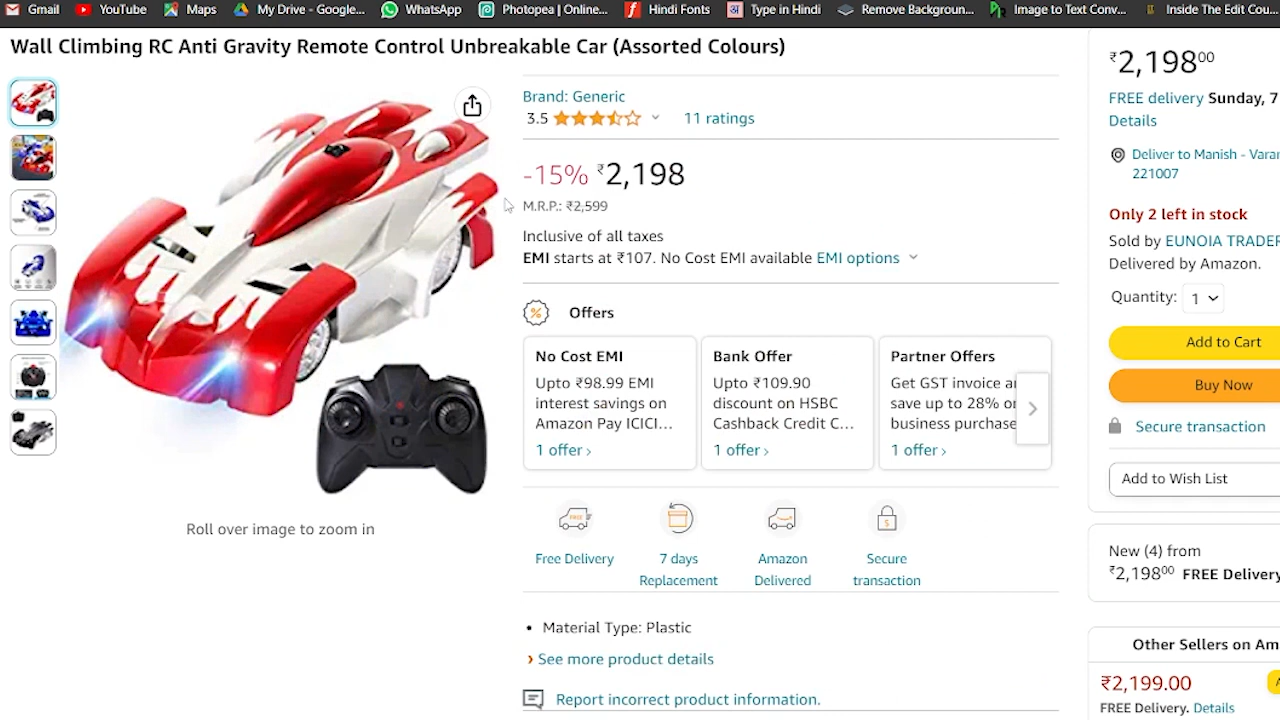 Gmail YouTube Maps My Drive - Google... WhatsApp Photopea | Online... Hindi Fonts Type in Hindi Remove Backgroun... Image to Text Conv... Inside The Edit Cou...
Wall Climbing RC Anti Gravity Remote Control Unbreakable Car (Assorted Colours)
Brand: Generic
3.5 11 ratings
-15% ₹2,198
M.R.P.: ₹2,599
Inclusive of all taxes
EMI starts at ₹107. No Cost EMI available EMI options
Offers
No Cost EMI
Upto ₹98.99 EMI
interest savings on
Amazon Pay ICICI...
1 offer ›
Bank Offer
Upto ₹109.90
discount on HSBC
Cashback Credit C...
1 offer ›
Partner Offers
Get GST invoice a
save up to 28% o
business purchase
1 offer ›
FREE
Free Delivery
7 days
Replacement
Amazon
Delivered
Secure
transaction
• Material Type: Plastic
› See more product details
Report incorrect product information.
Roll over image to zoom in
₹2,198⁰⁰
FREE delivery Sunday, 7
Details
Deliver to Manish - Varan
221007
Only 2 left in stock
Sold by EUNOIA TRADER
Delivered by Amazon.
Quantity: 1
Add to Cart
Buy Now
Secure transaction
Add to Wish List
New (4) from
₹2,198⁰⁰ FREE Delivery
Other Sellers on Am
₹2,199.00
FREE Delivery. Details